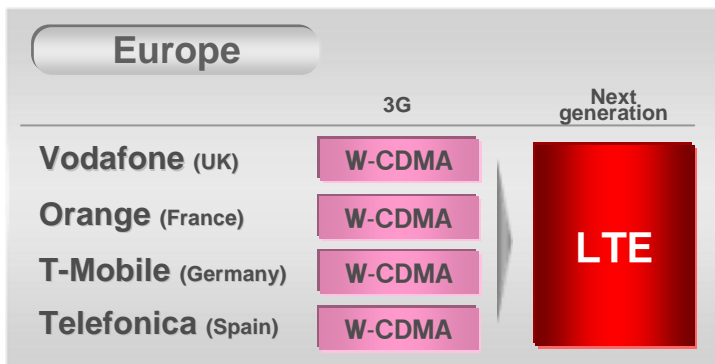 Europe
3G
Next
generation
Vodafone (UK)
W-CDMA
Orange (France)
W-CDMA
T-Mobile (Germany)
W-CDMA
Telefonica (Spain)
W-CDMA
LTE